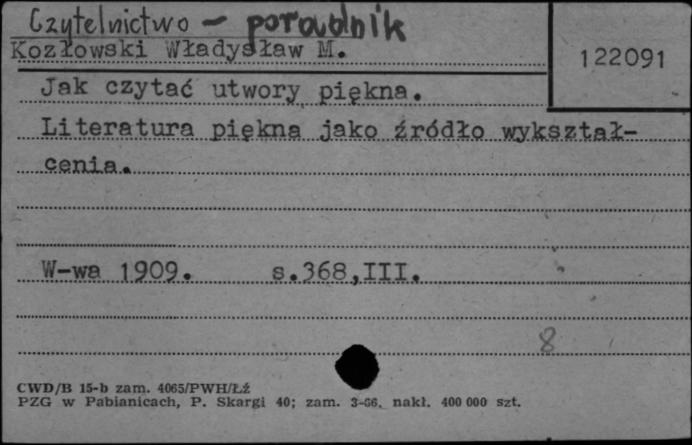 Czytelnictwo — poradnik
Kozłowski Władysław M.
122091
Jak czytać utwory piękna.
Literatura piękna jako źródło wykształ-
cenia.
W-wa 1909. s.368,III.
8
CWD/B 15-b zam. 4065/PWH/Łź
PZG w Pabianicach, P. Skargi 40; zam. 3-66. nakł. 400 000 szt.